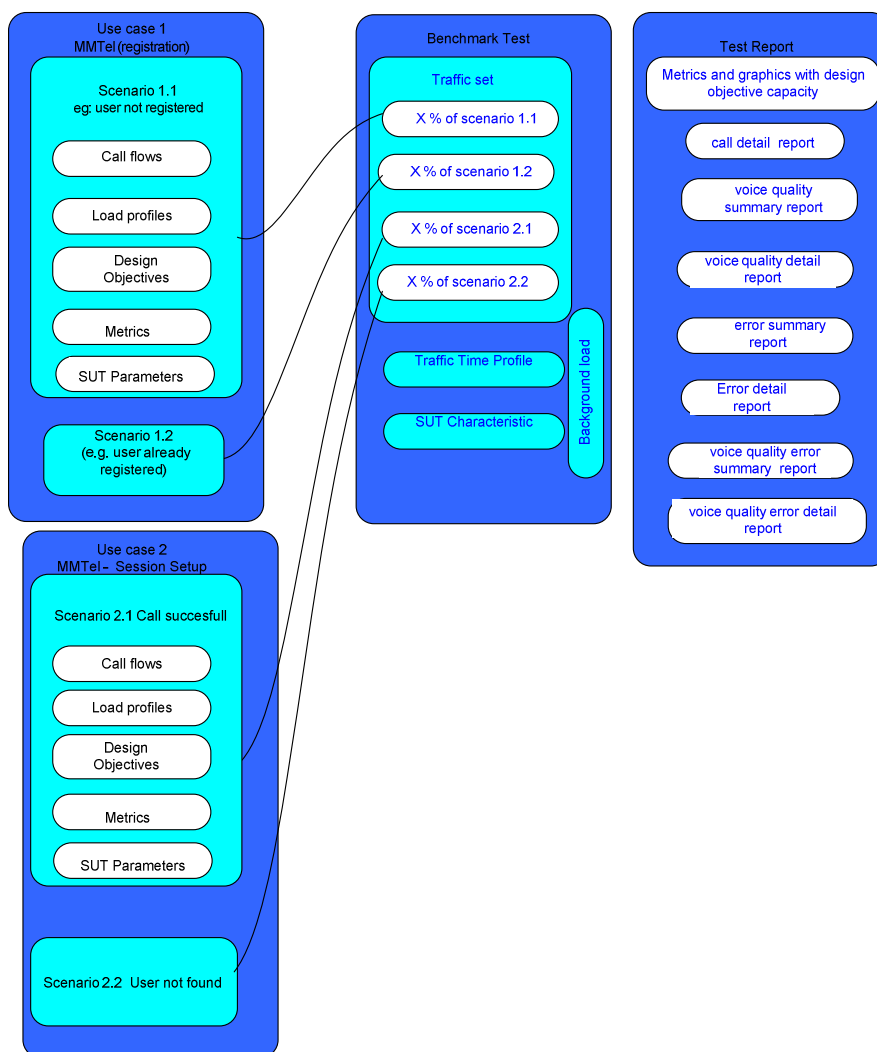 Use case 1
MMTel (registration)
Scenario 1.1
eg: user not registered
Call flows
Load profiles
Design
Objectives
Metrics
SUT Parameters
Scenario 1.2
(e.g. user already
registered)
Use case 2
MMTel - Session Setup
Scenario 2.1 Call succesfull
Call flows
Load profiles
Design
Objectives
Metrics
SUT Parameters
Scenario 2.2 User not found
Benchmark Test
Traffic set
X % of scenario 1.1
X % of scenario 1.2
X % of scenario 2.1
X % of scenario 2.2
Traffic Time Profile
SUT Characteristic
Background load
Test Report
Metrics and graphics with design
objective capacity
call detail report
voice quality
summary report
voice quality detail
report
error summary
report
Error detail
report
voice quality error
summary report
voice quality error detail
report